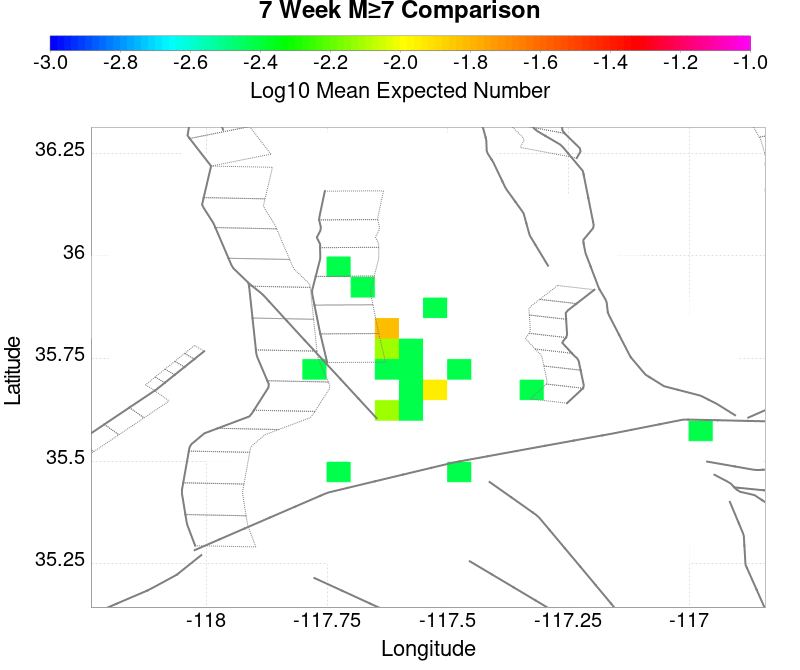 7 Week M≥7 Comparison
-3.0 -2.8 -2.6 -2.4 -2.2 -2.0 -1.8 -1.6 -1.4 -1.2 -1.0
Log10 Mean Expected Number
36.25
36
35.75
35.5
35.25
Latitude
-118 -117.75 -117.5 -117.25 -117
Longitude